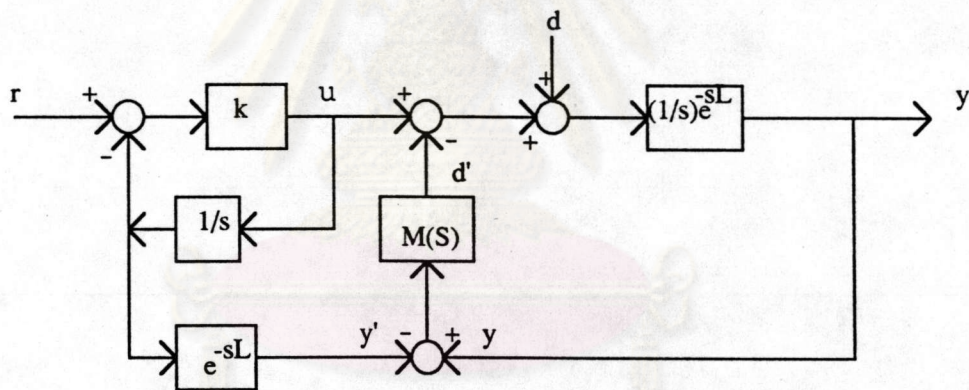 d
r + k u + + (1/s)e^-sL y
- - +
d'
1/s M(S)
y' - + y
e^-sL